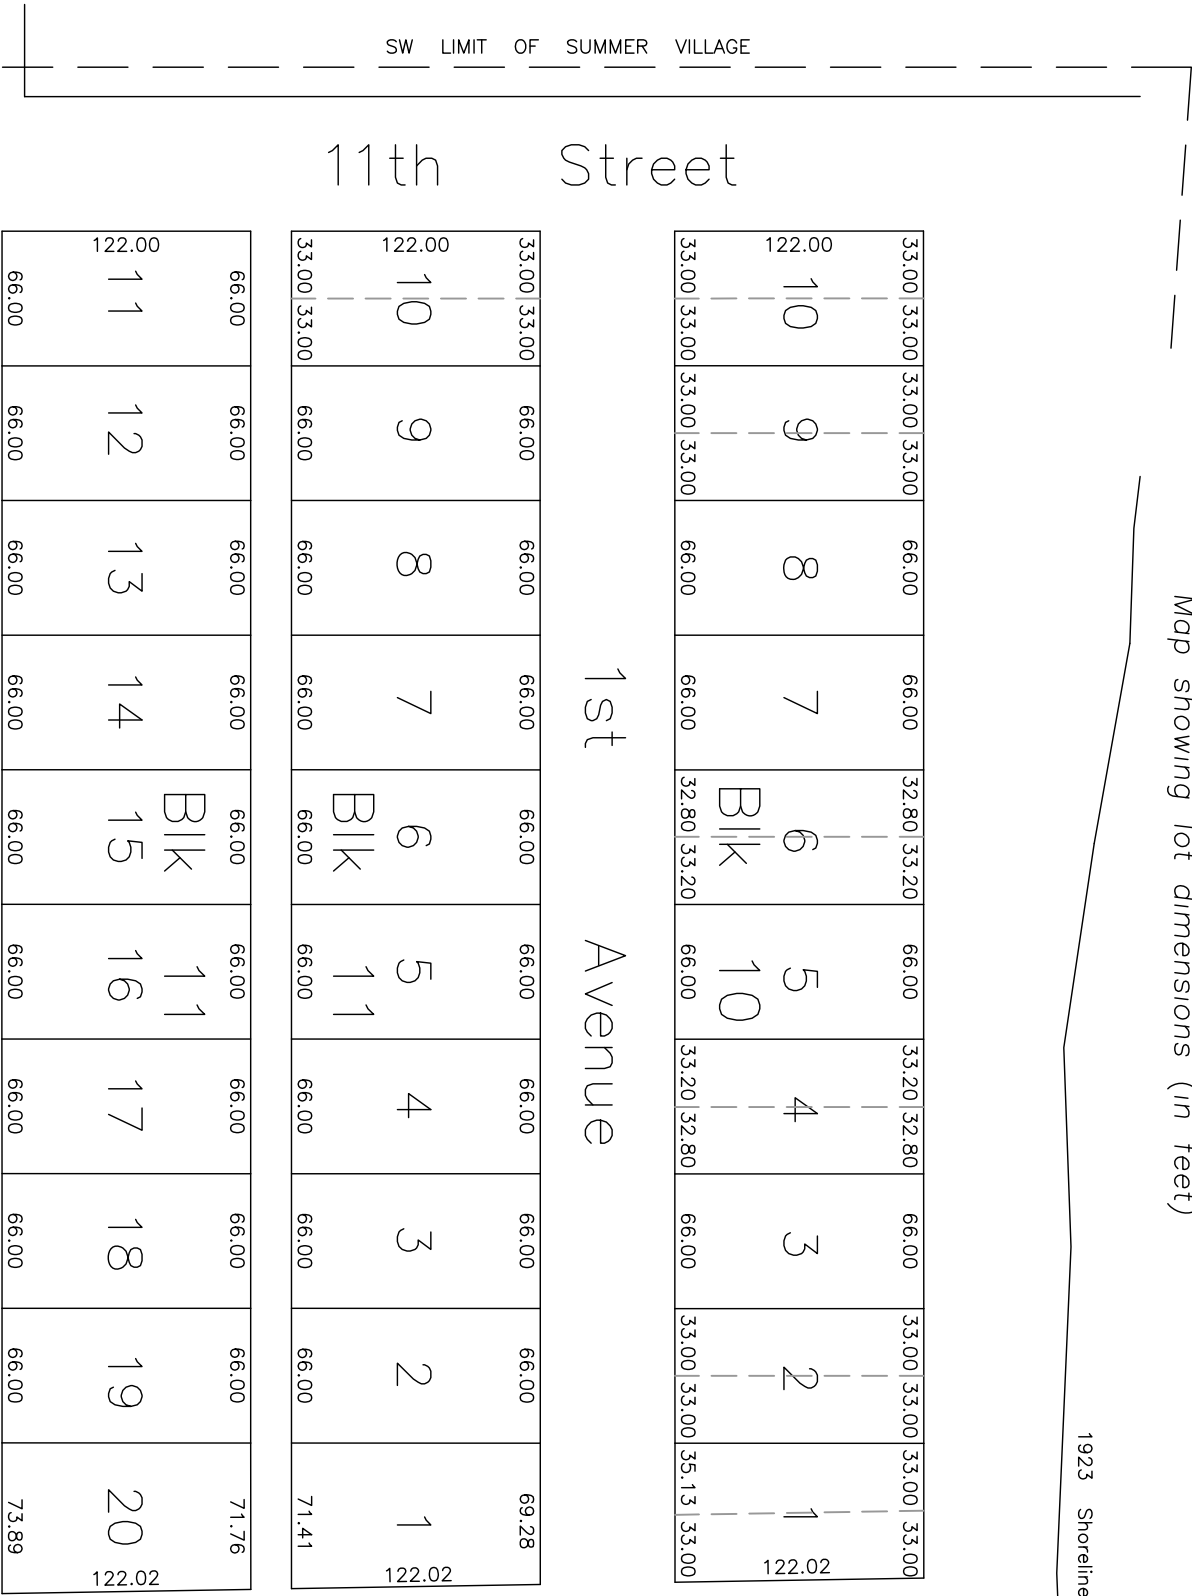 SW LIMIT OF SUMMER VILLAGE
11th Street
Map showing lot dimensions (in feet)
1923 Shoreline
1st Avenue
122.00
66.00 11 66.00
66.00 12 66.00
66.00 13 66.00
66.00 14 66.00
66.00 15 66.00
66.00 16 66.00
66.00 17 66.00
66.00 18 66.00
66.00 19 66.00
73.89 20 71.76
122.02
Blk 11
122.00
33.00 33.00 10 33.00 33.00
66.00 9 66.00
66.00 8 66.00
66.00 7 66.00
66.00 6 66.00
66.00 5 66.00
66.00 4 66.00
66.00 3 66.00
66.00 2 66.00
71.41 1 69.28
122.02
Blk 11
122.00
33.00 33.00 10 33.00 33.00
33.00 33.00 9 33.00 33.00
66.00 8 66.00
66.00 7 66.00
32.80 33.20 6 32.80 33.20
66.00 5 66.00
33.20 32.80 4 33.20 32.80
66.00 3 66.00
33.00 33.00 2 33.00 33.00
35.13 33.00 1 33.00 33.00
122.02
Blk 10